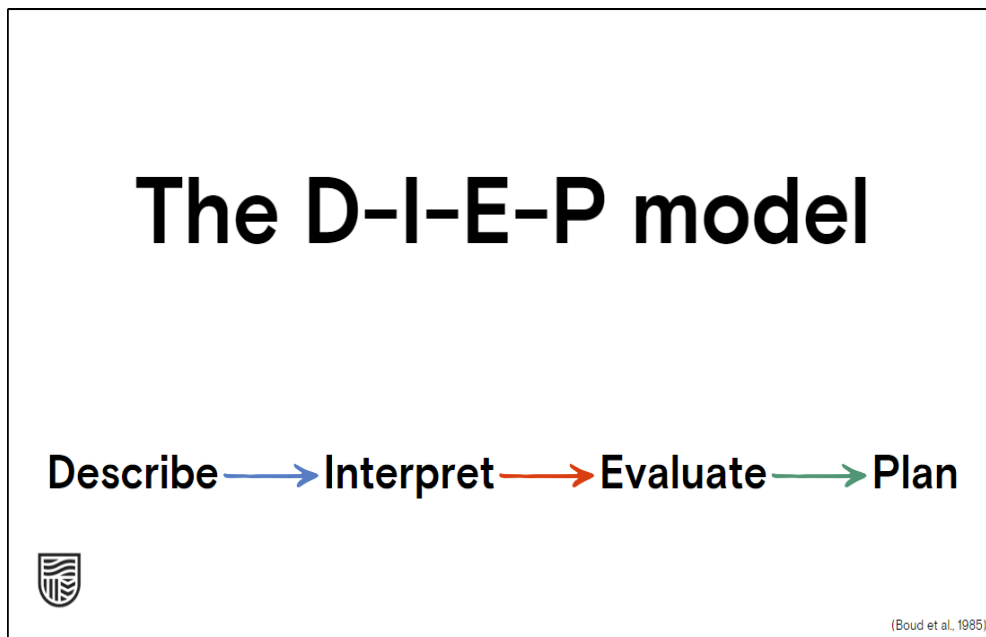 The D-I-E-P model
Describe Interpret Evaluate Plan
(Boud et al., 1985)